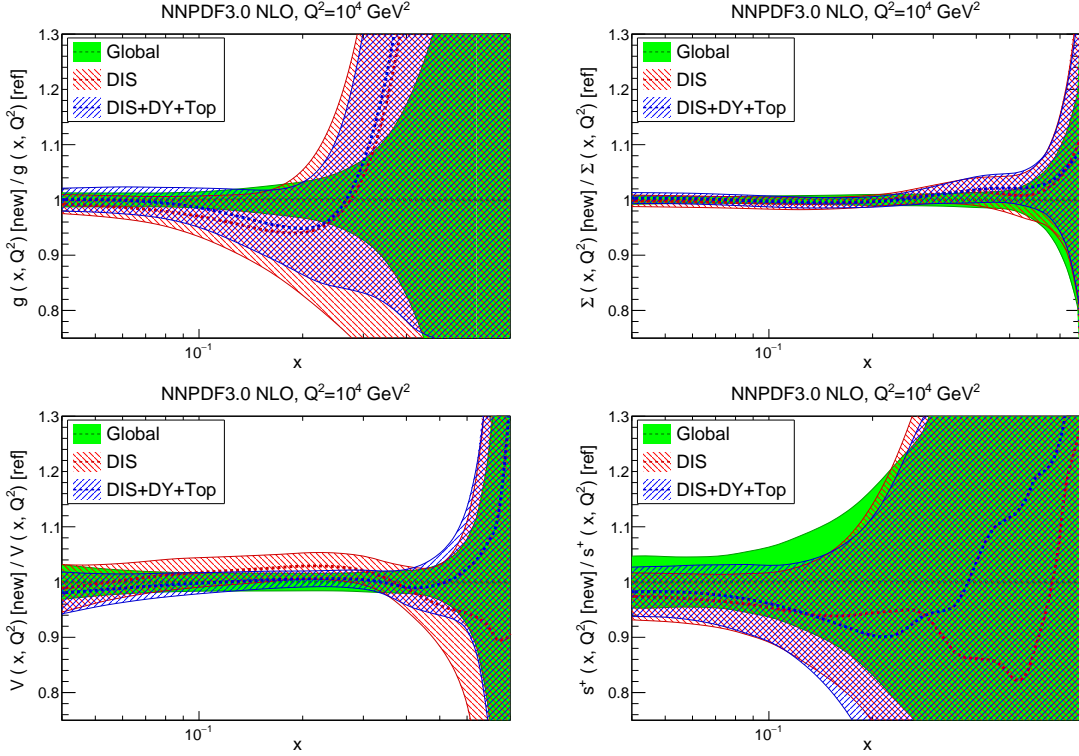 NNPDF3.0 NLO, Q²=10⁴ GeV²
g ( x, Q²) [new] / g ( x, Q²) [ref]
1.3
1.2
1.1
1
0.9
0.8
Global
DIS
DIS+DY+Top
10⁻¹
x
NNPDF3.0 NLO, Q²=10⁴ GeV²
Σ ( x, Q²) [new] / Σ ( x, Q²) [ref]
1.3
1.2
1.1
1
0.9
0.8
Global
DIS
DIS+DY+Top
10⁻¹
x
NNPDF3.0 NLO, Q²=10⁴ GeV²
V ( x, Q²) [new] / V ( x, Q²) [ref]
1.3
1.2
1.1
1
0.9
0.8
Global
DIS
DIS+DY+Top
10⁻¹
x
NNPDF3.0 NLO, Q²=10⁴ GeV²
s⁺ ( x, Q²) [new] / s⁺ ( x, Q²) [ref]
1.3
1.2
1.1
1
0.9
0.8
Global
DIS
DIS+DY+Top
10⁻¹
x